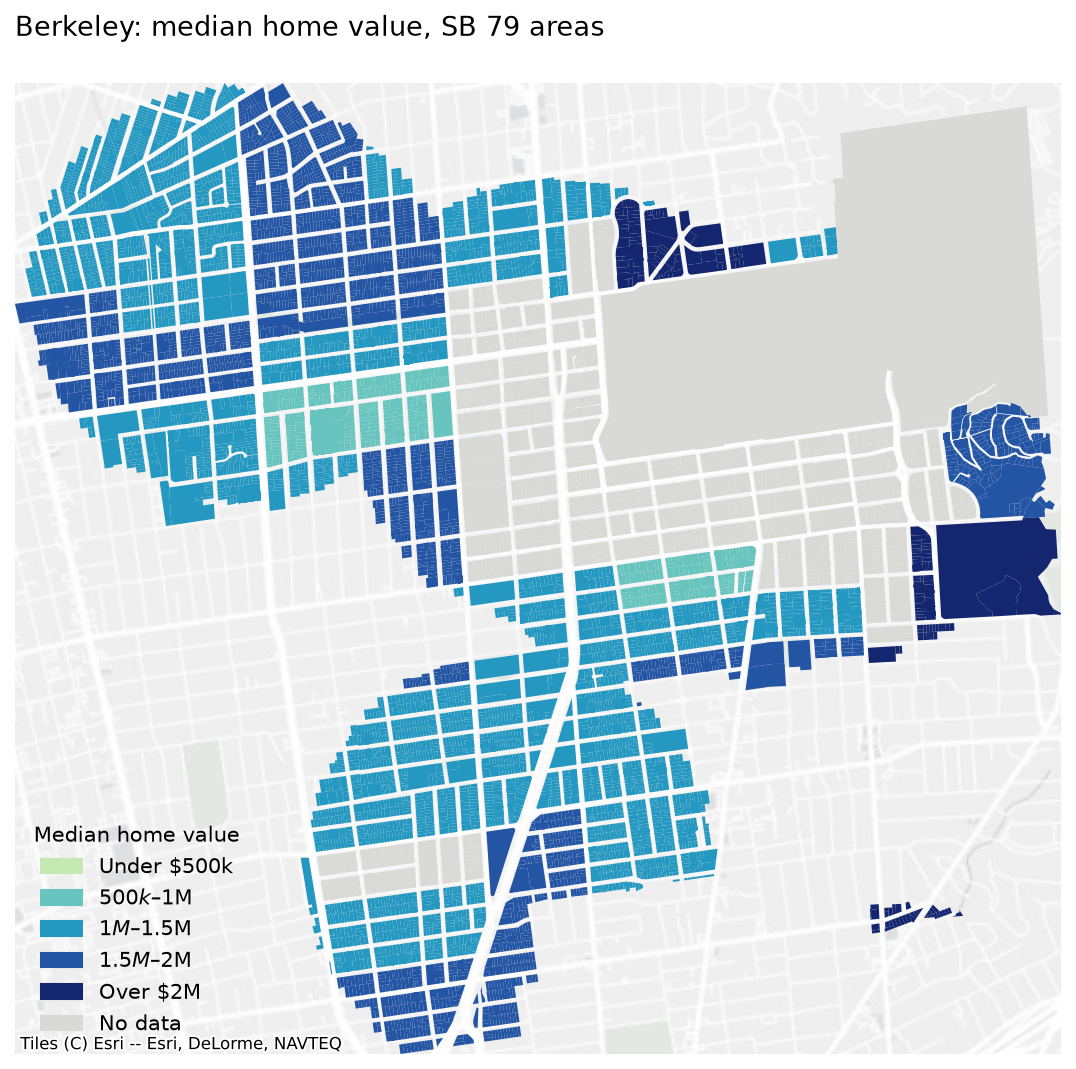 Berkeley: median home value, SB 79 areas
Median home value
Under $500k
500k–1M
1M–1.5M
1.5M–2M
Over $2M
No data
Tiles (C) Esri -- Esri, DeLorme, NAVTEQ